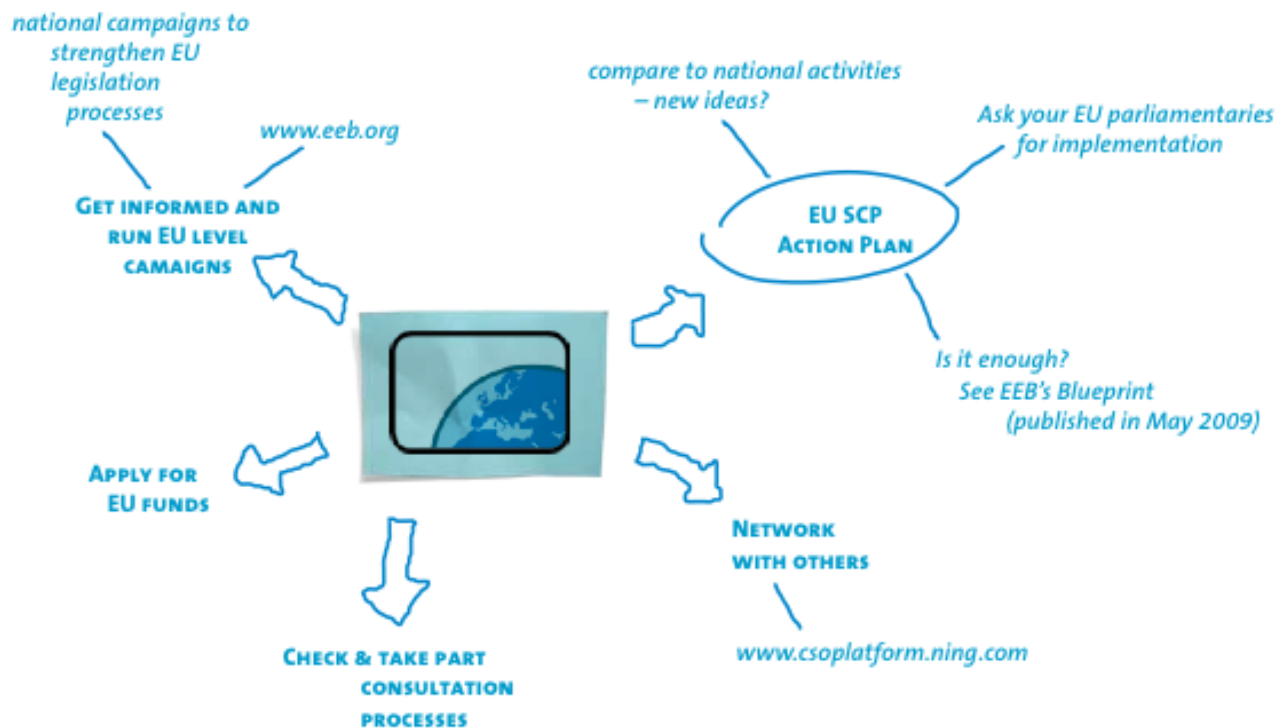 national campaigns to
strengthen EU
legislation
processes
www.eeb.org
GET INFORMED AND
RUN EU LEVEL
CAMAIGNS
compare to national activities
– new ideas?
Ask your EU parliamentaries
for implementation
EU SCP
ACTION PLAN
Is it enough?
See EEB's Blueprint
(published in May 2009)
APPLY FOR
EU FUNDS
NETWORK
WITH OTHERS
www.csoplatform.ning.com
CHECK & TAKE PART
CONSULTATION
PROCESSES